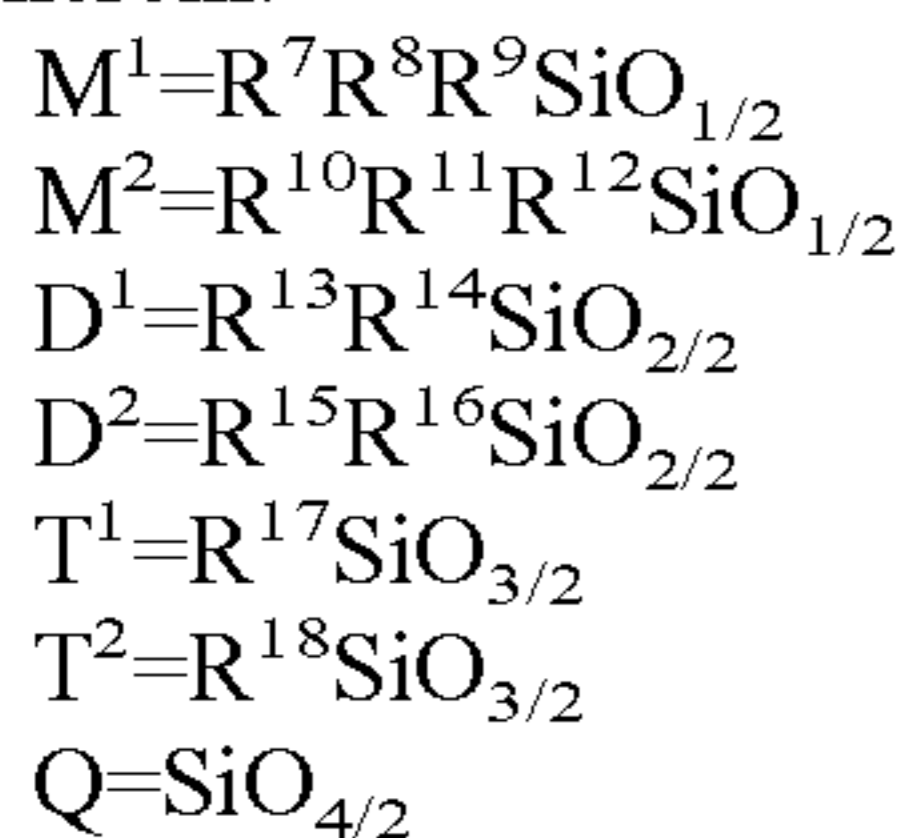 M¹=R⁷R⁸R⁹SiO₁/₂
M²=R¹⁰R¹¹R¹²SiO₁/₂
D¹=R¹³R¹⁴SiO₂/₂
D²=R¹⁵R¹⁶SiO₂/₂
T¹=R¹⁷SiO₃/₂
T²=R¹⁸SiO₃/₂
Q=SiO₄/₂